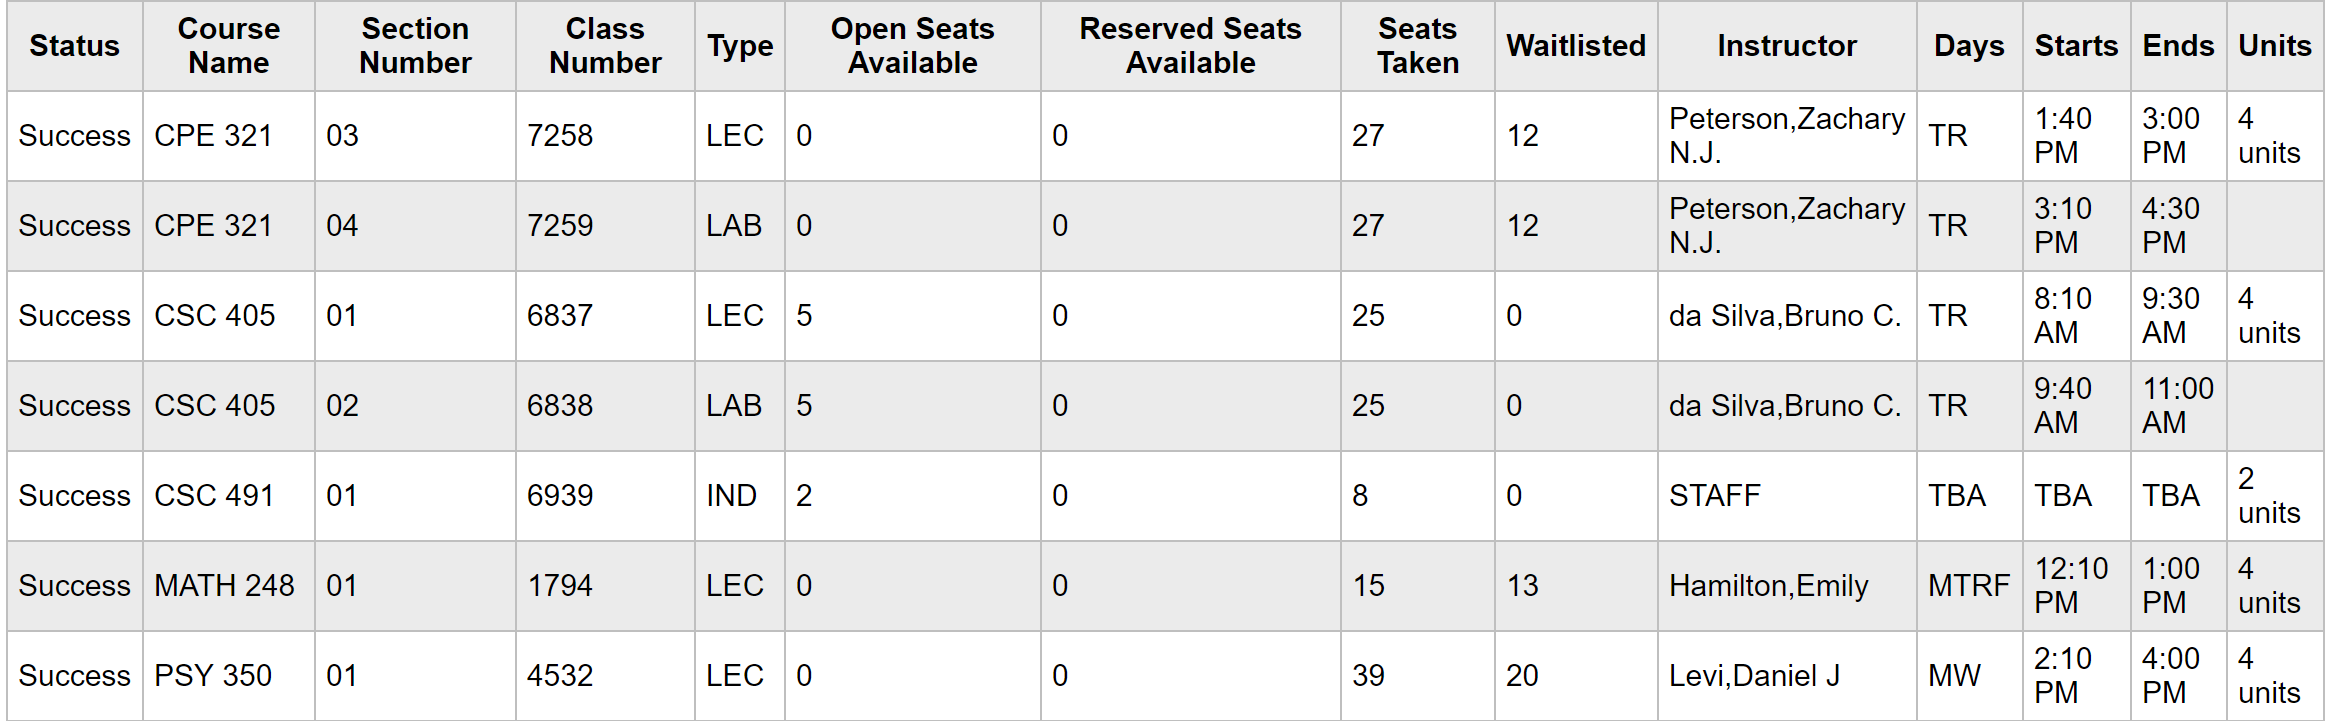 Status Course Name Section Number Class Number Type Open Seats Available Reserved Seats Available Seats Taken Waitlisted Instructor Days Starts Ends Units
Success CPE 321 03 7258 LEC 0 0 27 12 Peterson,Zachary N.J. TR 1:40 PM 3:00 PM 4 units
Success CPE 321 04 7259 LAB 0 0 27 12 Peterson,Zachary N.J. TR 3:10 PM 4:30 PM
Success CSC 405 01 6837 LEC 5 0 25 0 da Silva,Bruno C. TR 8:10 AM 9:30 AM 4 units
Success CSC 405 02 6838 LAB 5 0 25 0 da Silva,Bruno C. TR 9:40 AM 11:00 AM
Success CSC 491 01 6939 IND 2 0 8 0 STAFF TBA TBA TBA 2 units
Success MATH 248 01 1794 LEC 0 0 15 13 Hamilton,Emily MTRF 12:10 PM 1:00 PM 4 units
Success PSY 350 01 4532 LEC 0 0 39 20 Levi,Daniel J MW 2:10 PM 4:00 PM 4 units